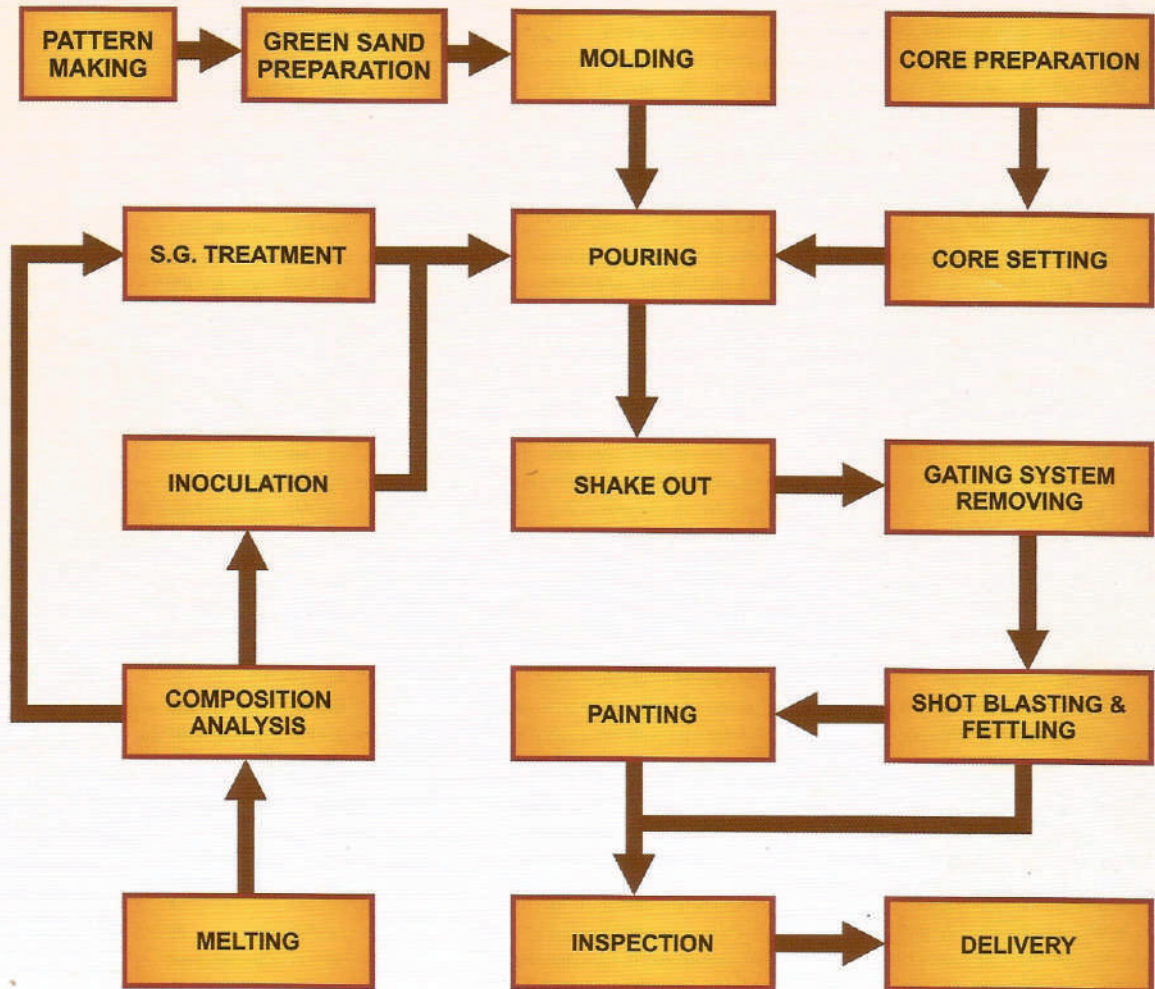 PATTERN
MAKING
GREEN SAND
PREPARATION
MOLDING
CORE PREPARATION
S.G. TREATMENT
POURING
CORE SETTING
INOCULATION
SHAKE OUT
GATING SYSTEM
REMOVING
COMPOSITION
ANALYSIS
PAINTING
SHOT BLASTING &
FETTLING
MELTING
INSPECTION
DELIVERY